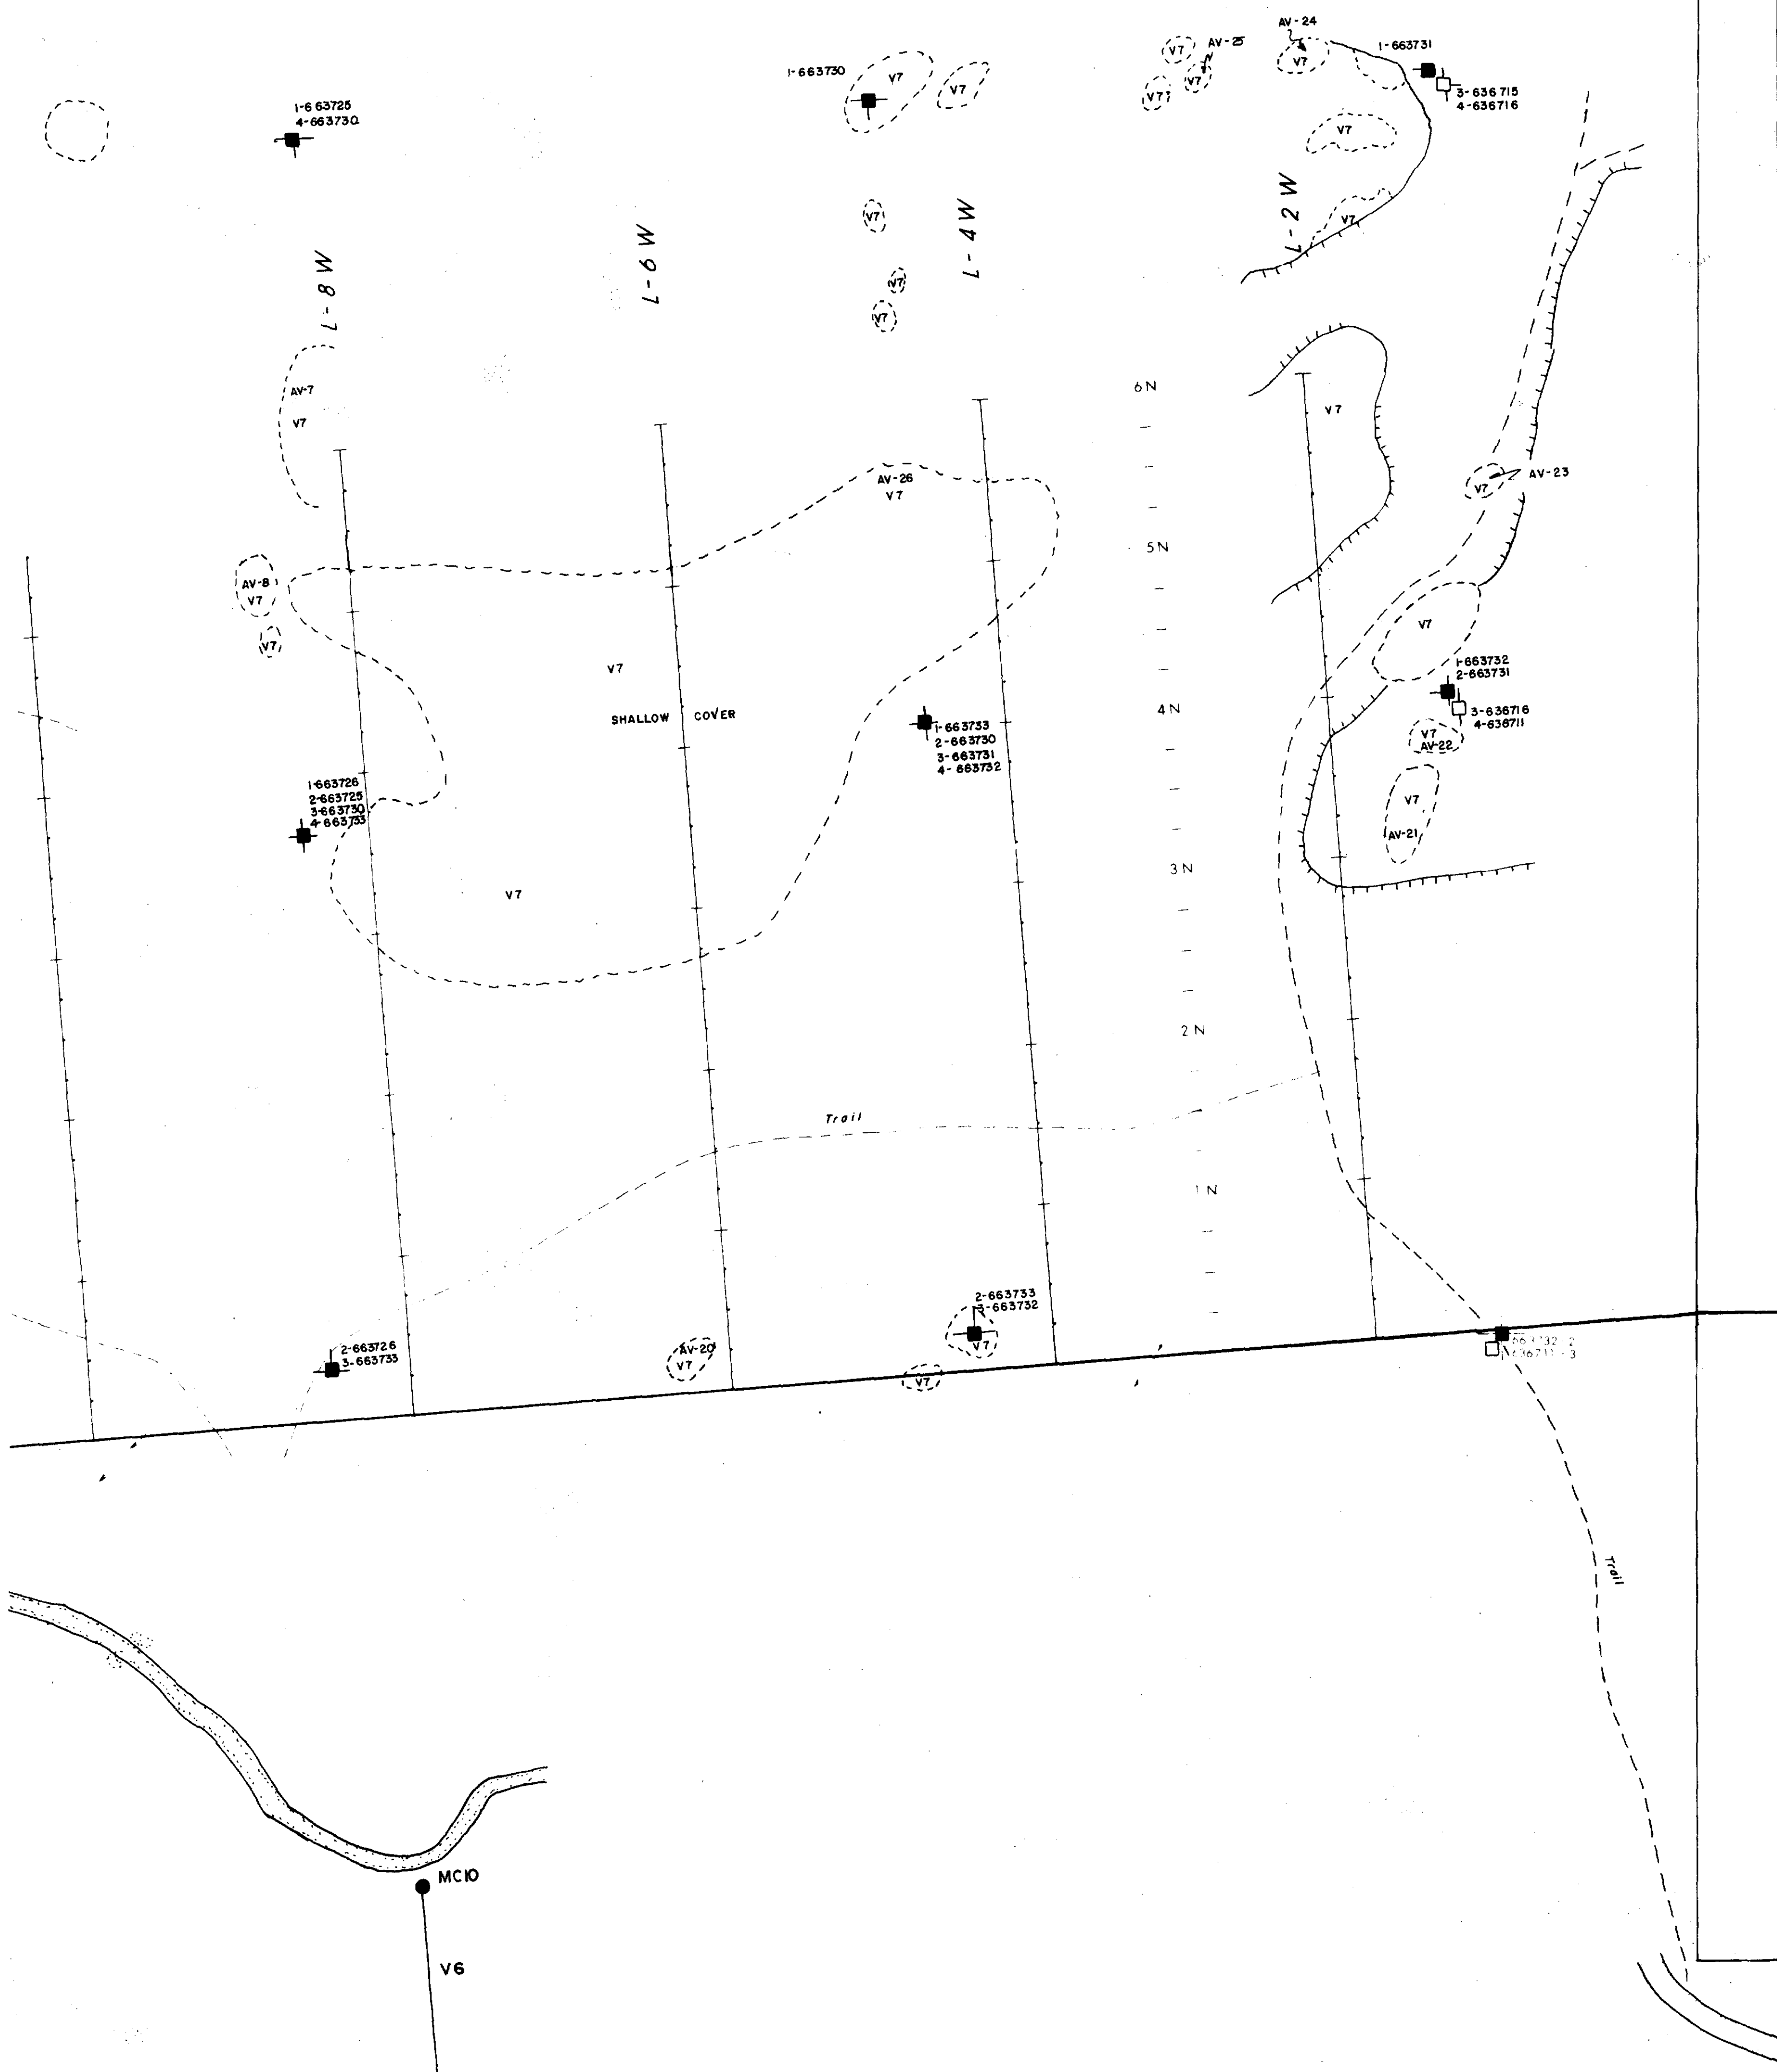 AV-24
V7
AV-25
1-663731
1-663730
V7
V7
V7
V7
V7?
3-636715
4-636716
1-663725
4-663730
V7
L-2W
V7
V7
L-4W
L-6W
L-8W
V7
V7
AV-7
V7
6N
V7
AV-26
V7
AV-23
V7
5N
AV-8
V7
V7
V7
V7
1-663732
2-663731
SHALLOW COVER
4N
3-636716
4-636711
V7
AV-22
1-663733
2-663730
3-663731
4-663732
1-663726
2-663725
3-663730
4-663733
V7
AV-21
3N
V7
2N
Trail
1N
2-663733
3-663732
V7
2-663726
3-663733
AV-20
V7
V7
663732-2
636711-3
Trail
MC10
V6